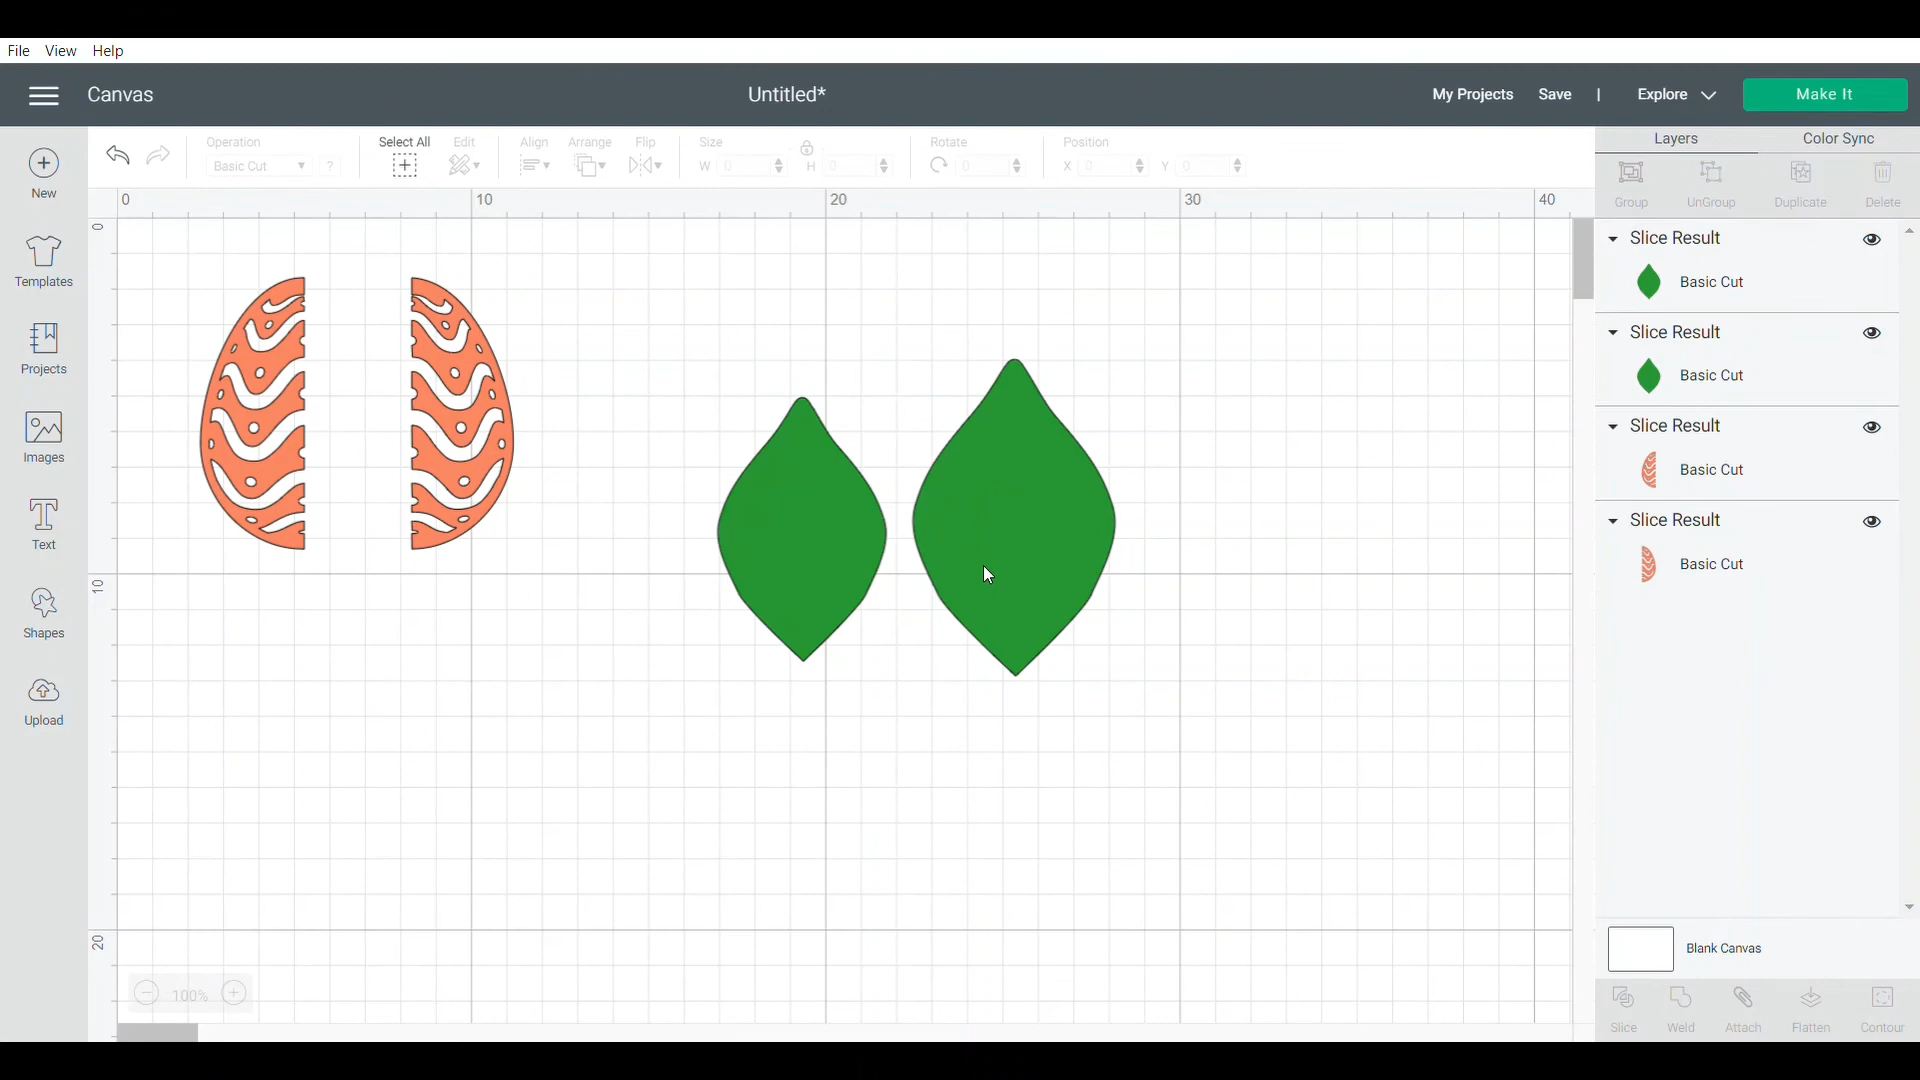 File View Help
Canvas
Untitled*
My Projects Save | Explore
Make It
Operation
Basic Cut
?
Select All
Edit
Align
Arrange
Flip
Size
W 0
H 0
Rotate
0
Position
X 0
Y 0
Layers
Color Sync
Group
UnGroup
Duplicate
Delete
New
Templates
Projects
Images
Text
Shapes
Upload
0 10 20 30 40
0
10
20
Slice Result
Basic Cut
Slice Result
Basic Cut
Slice Result
Basic Cut
Slice Result
Basic Cut
Blank Canvas
100%
Slice
Weld
Attach
Flatten
Contour